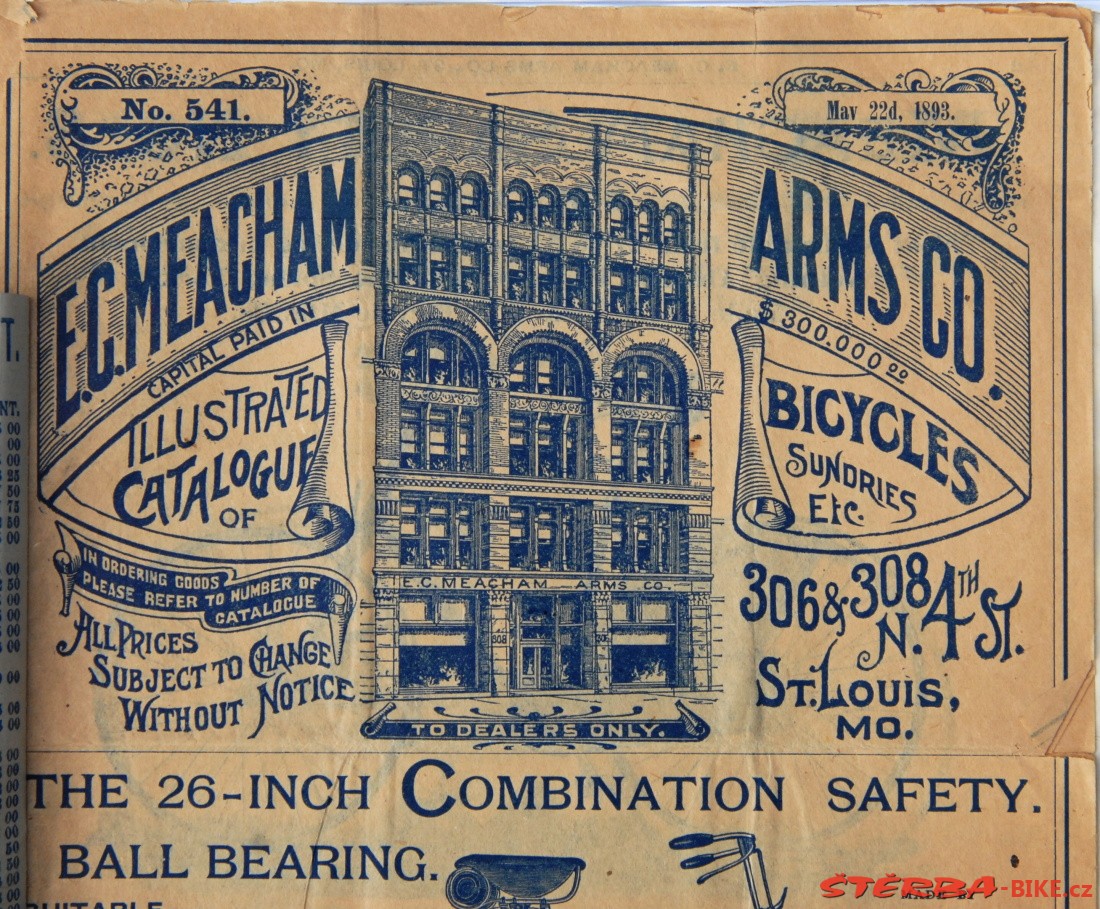 No. 541.
May 22d, 1893.
E.C. MEACHAM ARMS CO.
CAPITAL PAID IN $300.000.00
ILLUSTRATED
CATALOGUE
OF
BICYCLES
SUNDRIES
Etc.
IN ORDERING GOODS
PLEASE REFER TO NUMBER OF
CATALOGUE
ALL PRICES
SUBJECT TO CHANGE
WITHOUT NOTICE
E.C. MEACHAM ARMS CO.
308
TO DEALERS ONLY.
306 & 308
N. 4TH ST.
ST. LOUIS,
MO.
THE 26-INCH COMBINATION SAFETY.
BALL BEARING.
SUITABLE
ŠTĚRBA-BIKE.cz